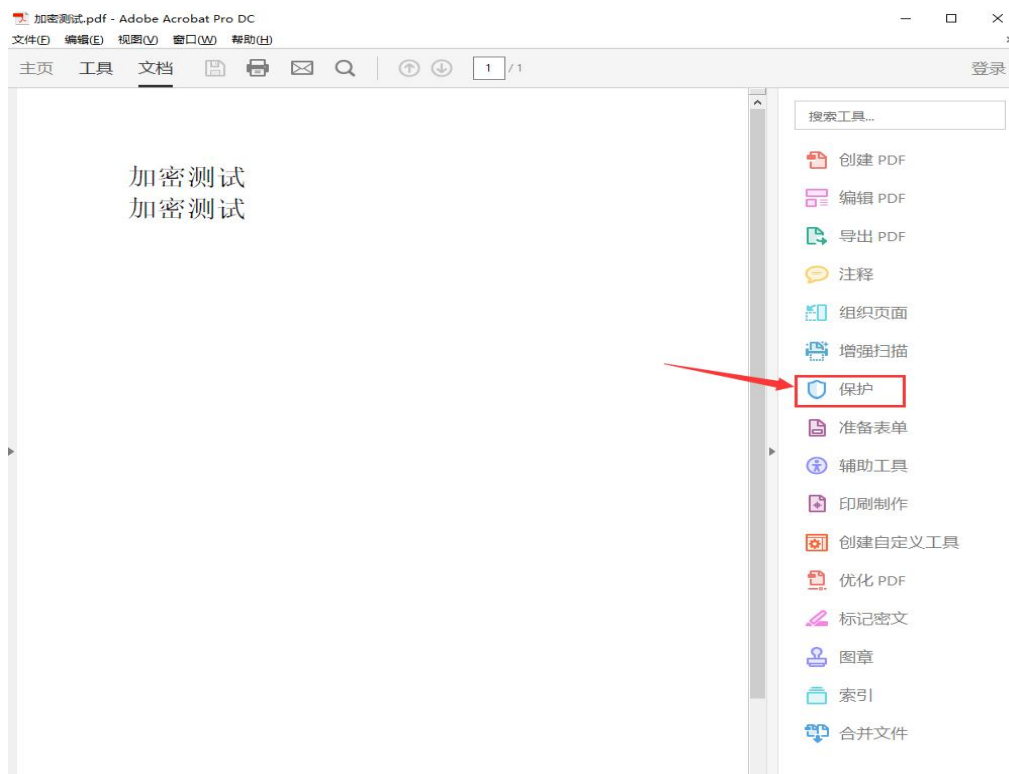 加密测试.pdf - Adobe Acrobat Pro DC
文件(F) 编辑(E) 视图(V) 窗口(W) 帮助(H)
主页 工具 文档 1 / 1 登录
加密测试
加密测试
搜索工具...
创建 PDF
编辑 PDF
导出 PDF
注释
组织页面
增强扫描
保护
准备表单
辅助工具
印刷制作
创建自定义工具
优化 PDF
标记密文
图章
索引
合并文件